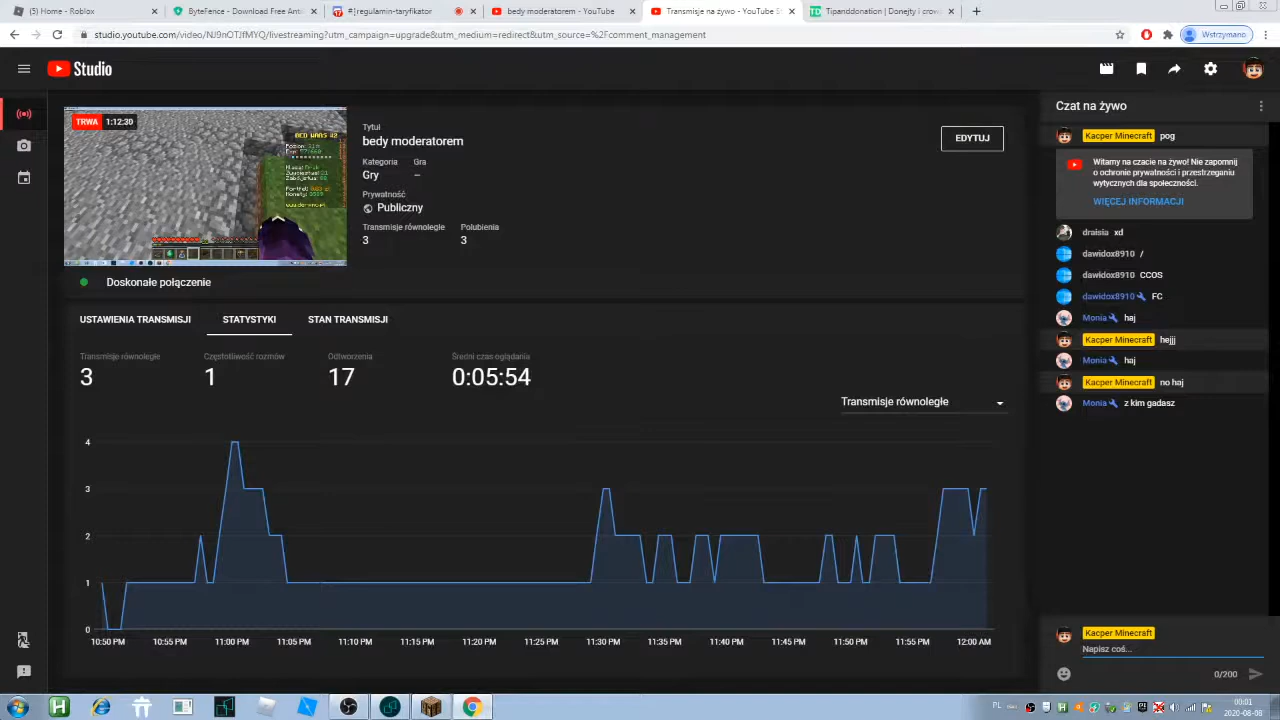 (3) Home - Roblox
ByteFence - Download Free Anti
#┋regulamin-taryfikator
bedy moderatorem - YouTube
Transmisje na żywo - YouTube S
Tipanddonation | Donejty i crowd
studio.youtube.com/video/NJ9nOTJfMYQ/livestreaming?utm_campaign=upgrade&utm_medium=redirect&utm_source=%2Fcomment_management
Wstrzymano
Studio
TRWA 1:12:30
BED WARS #2
Tytuł
bedy moderatorem
EDYTUJ
Kategoria Gra
Gry –
Prywatność
Publiczny
Transmisje równoległe Polubienia
3 3
Doskonałe połączenie
USTAWIENIA TRANSMISJI STATYSTYKI STAN TRANSMISJI
Transmisje równoległe Częstotliwość rozmów Odtworzenia Średni czas oglądania
3 1 17 0:05:54
Transmisje równoległe
4
3
2
1
0
10:50 PM 10:55 PM 11:00 PM 11:05 PM 11:10 PM 11:15 PM 11:20 PM 11:25 PM 11:30 PM 11:35 PM 11:40 PM 11:45 PM 11:50 PM 11:55 PM 12:00 AM
Czat na żywo
Kacper Minecraft pog
Witamy na czacie na żywo! Nie zapomnij
o ochronie prywatności i przestrzeganiu
wytycznych dla społeczności.
WIĘCEJ INFORMACJI
draisia xd
dawidox8910 /
dawidox8910 CCOS
dawidox8910 FC
Monia haj
Kacper Minecraft hejjj
Monia haj
Kacper Minecraft no haj
Monia z kim gadasz
Kacper Minecraft
Napisz coś...
0/200
PL
00:01
2020-08-08